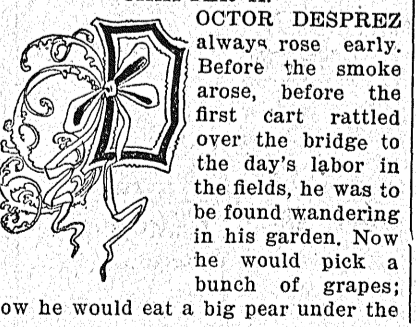 DOCTOR DESPREZ
always rose early.
Before the smoke
arose, before the
first cart rattled
over the bridge to
the day's labor in
the fields, he was to
be found wandering
in his garden. Now
he would pick a
bunch of grapes;
ow he would eat a big pear under the